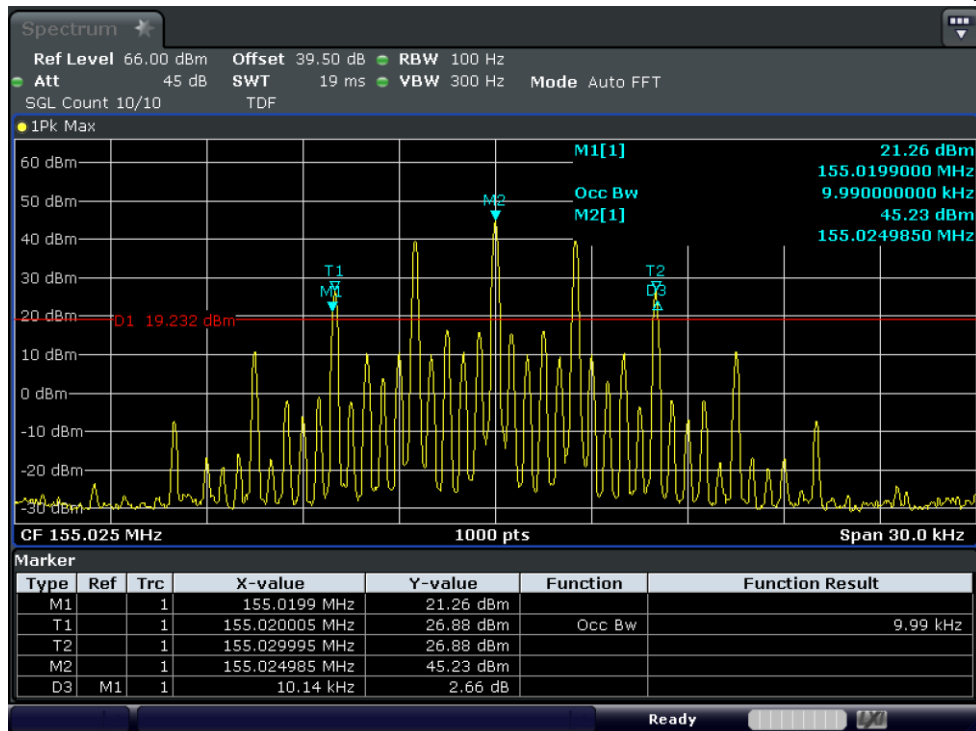 Spectrum
Ref Level 66.00 dBm Offset 39.50 dB RBW 100 Hz
Att 45 dB SWT 19 ms VBW 300 Hz Mode Auto FFT
SGL Count 10/10 TDF
1Pk Max
M1[1] 21.26 dBm
155.0199000 MHz
Occ Bw 9.990000000 kHz
M2[1] 45.23 dBm
155.0249850 MHz
60 dBm
50 dBm
M2
40 dBm
30 dBm
T1 T2
M1 D3
20 dBm
D1 19.232 dBm
10 dBm
0 dBm
-10 dBm
-20 dBm
-30 dBm
CF 155.025 MHz 1000 pts Span 30.0 kHz
Marker
Type Ref Trc X-value Y-value Function Function Result
M1 1 155.0199 MHz 21.26 dBm
T1 1 155.020005 MHz 26.88 dBm Occ Bw 9.99 kHz
T2 1 155.029995 MHz 26.88 dBm
M2 1 155.024985 MHz 45.23 dBm
D3 M1 1 10.14 kHz 2.66 dB
Ready